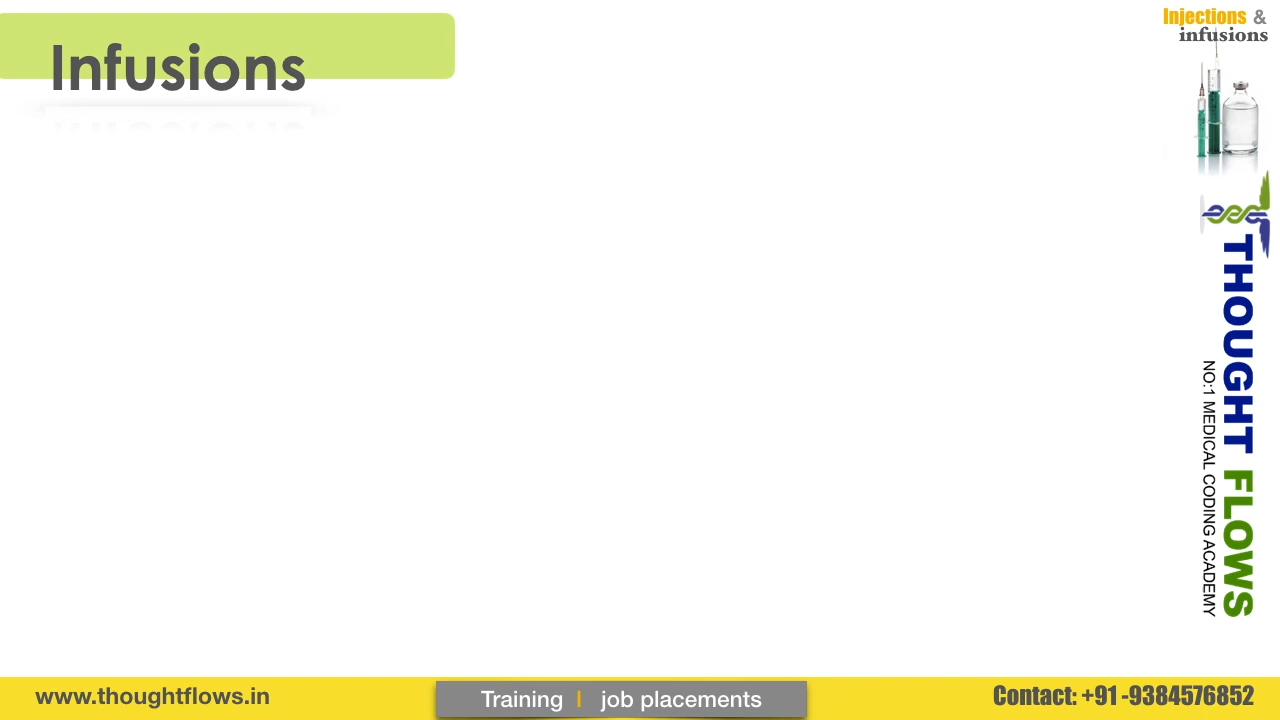 Infusions
Injections &
infusions
THOUGHT FLOWS
NO:1 MEDICAL CODING ACADEMY
www.thoughtflows.in
Training I job placements
Contact: +91 -9384576852